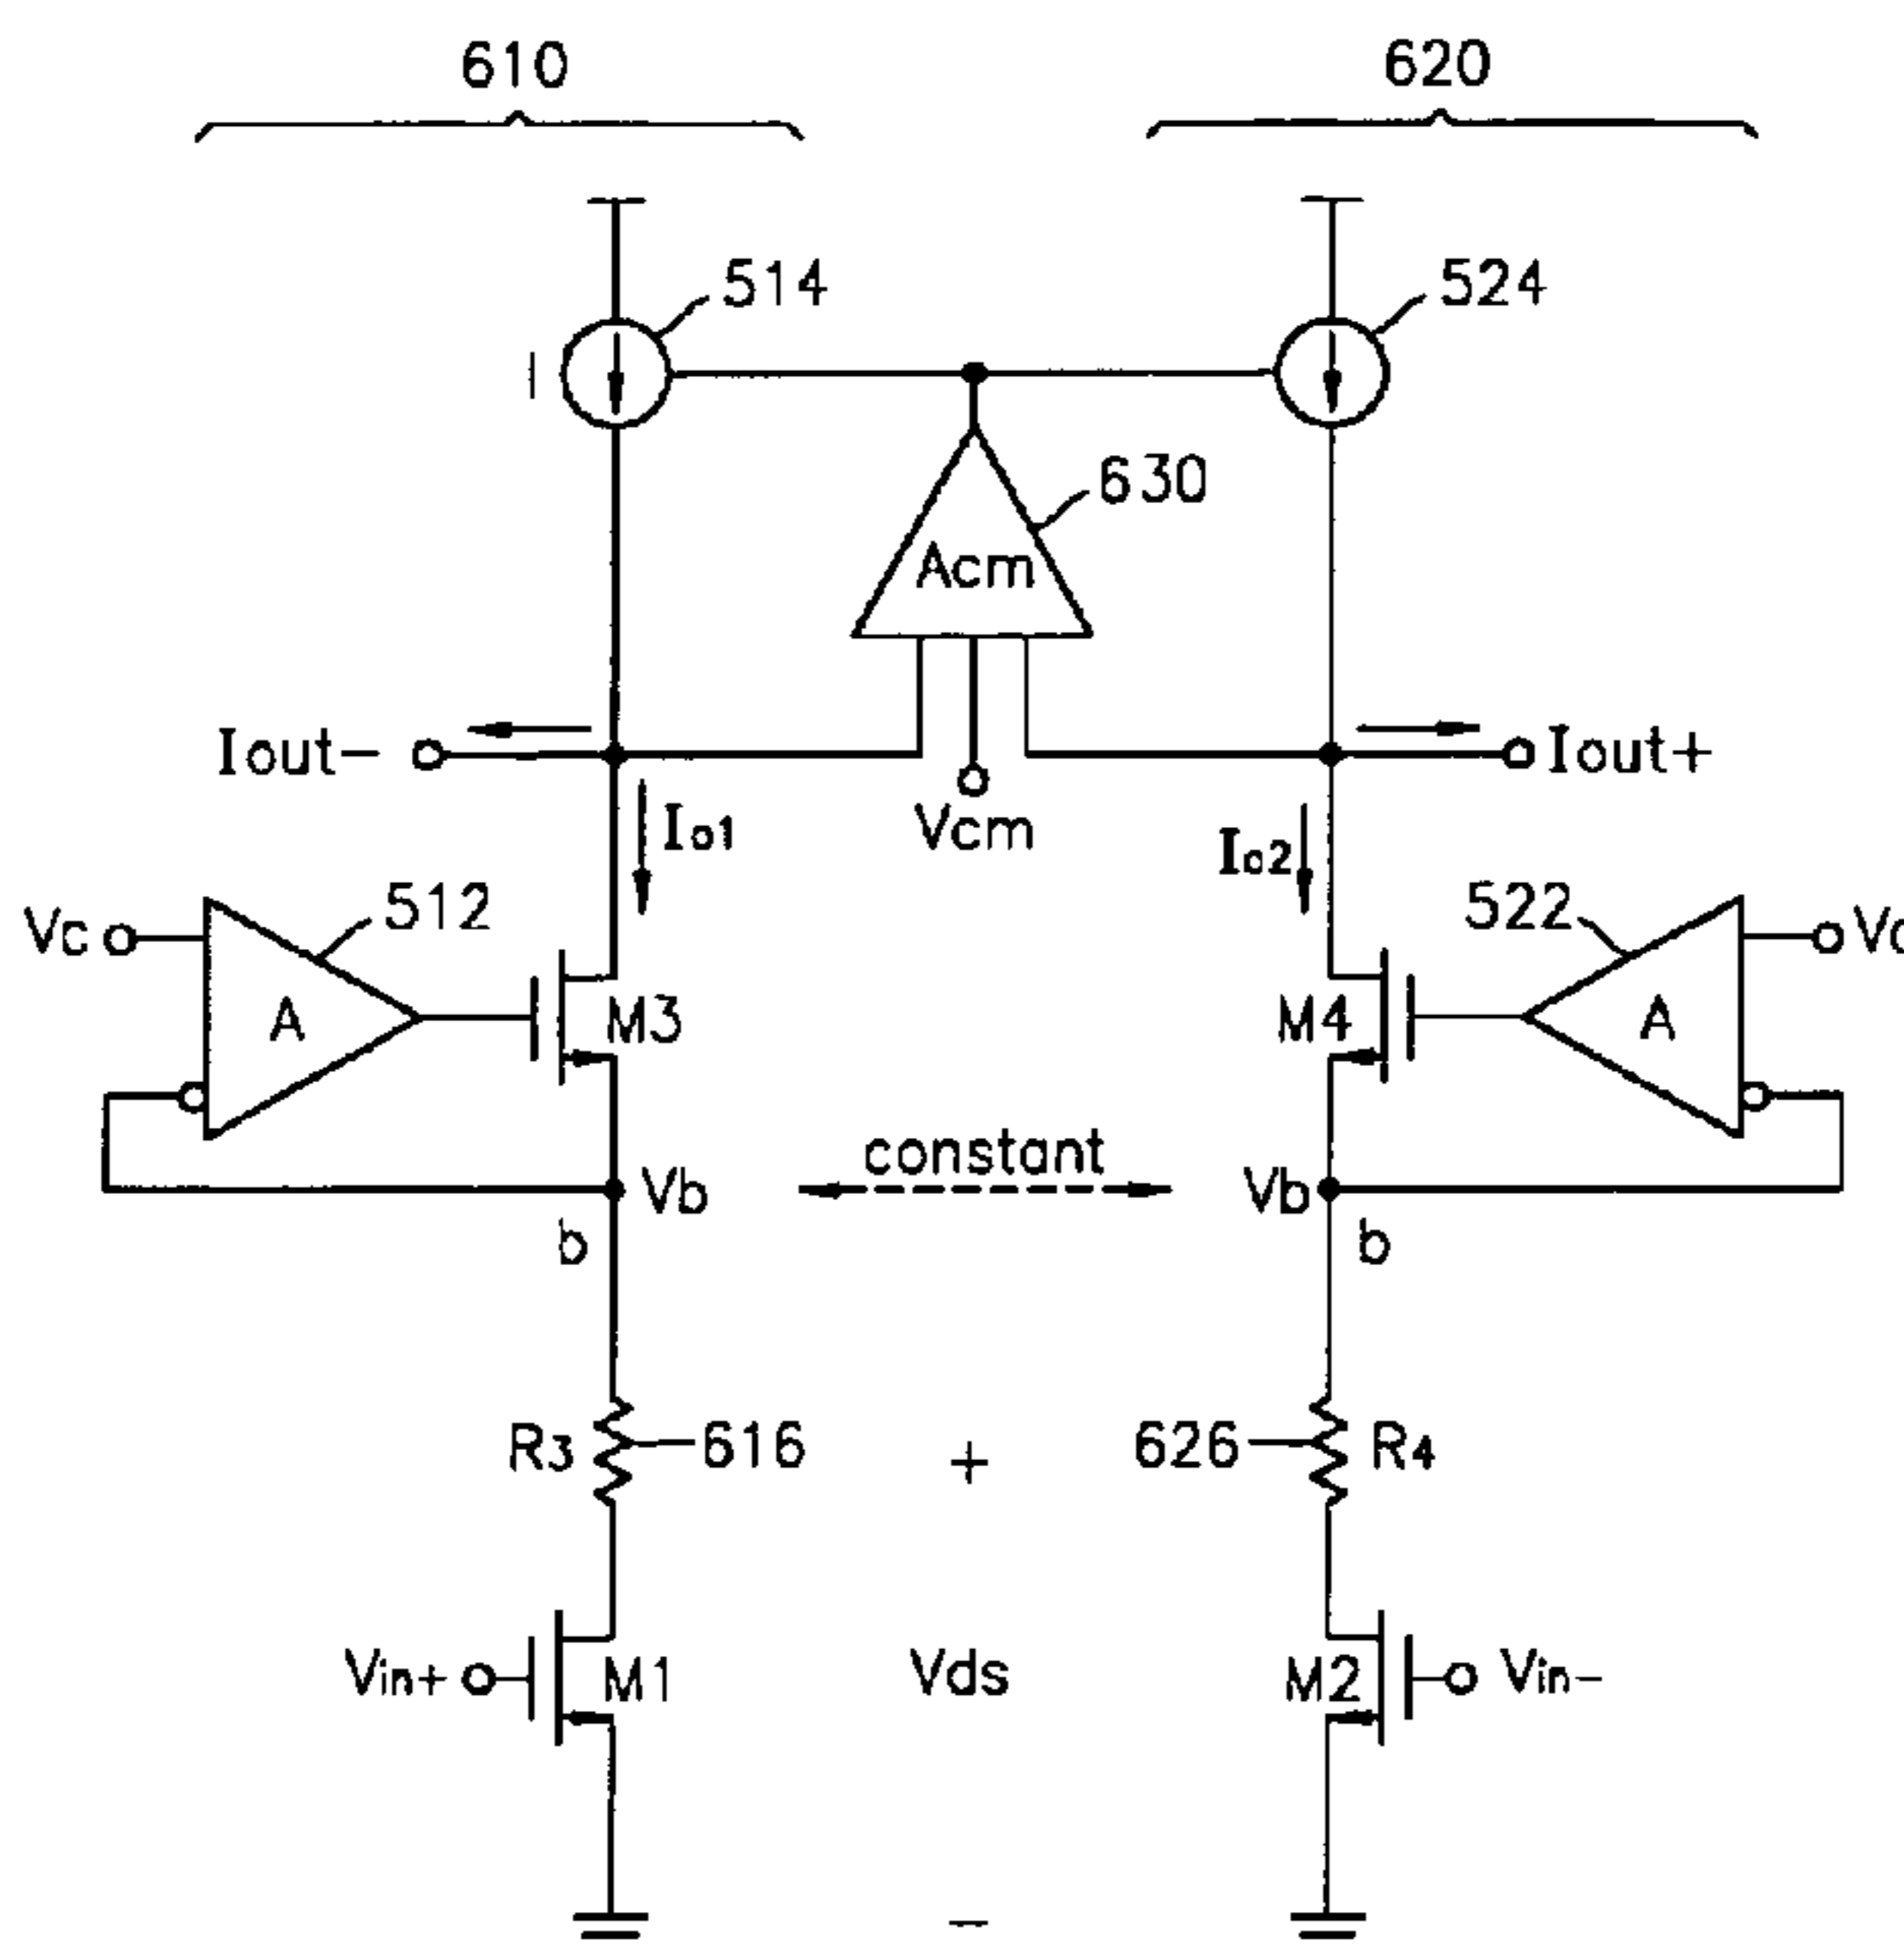 610
620
514
524
I
630
Acm
Iout-
Iout+
Io1
Vcm
Io2
Vc
512
522
A
M3
M4
A
constant
Vb
Vb
b
b
R3
616
+
626
R4
Vin+
M1
Vds
M2
Vin-
-